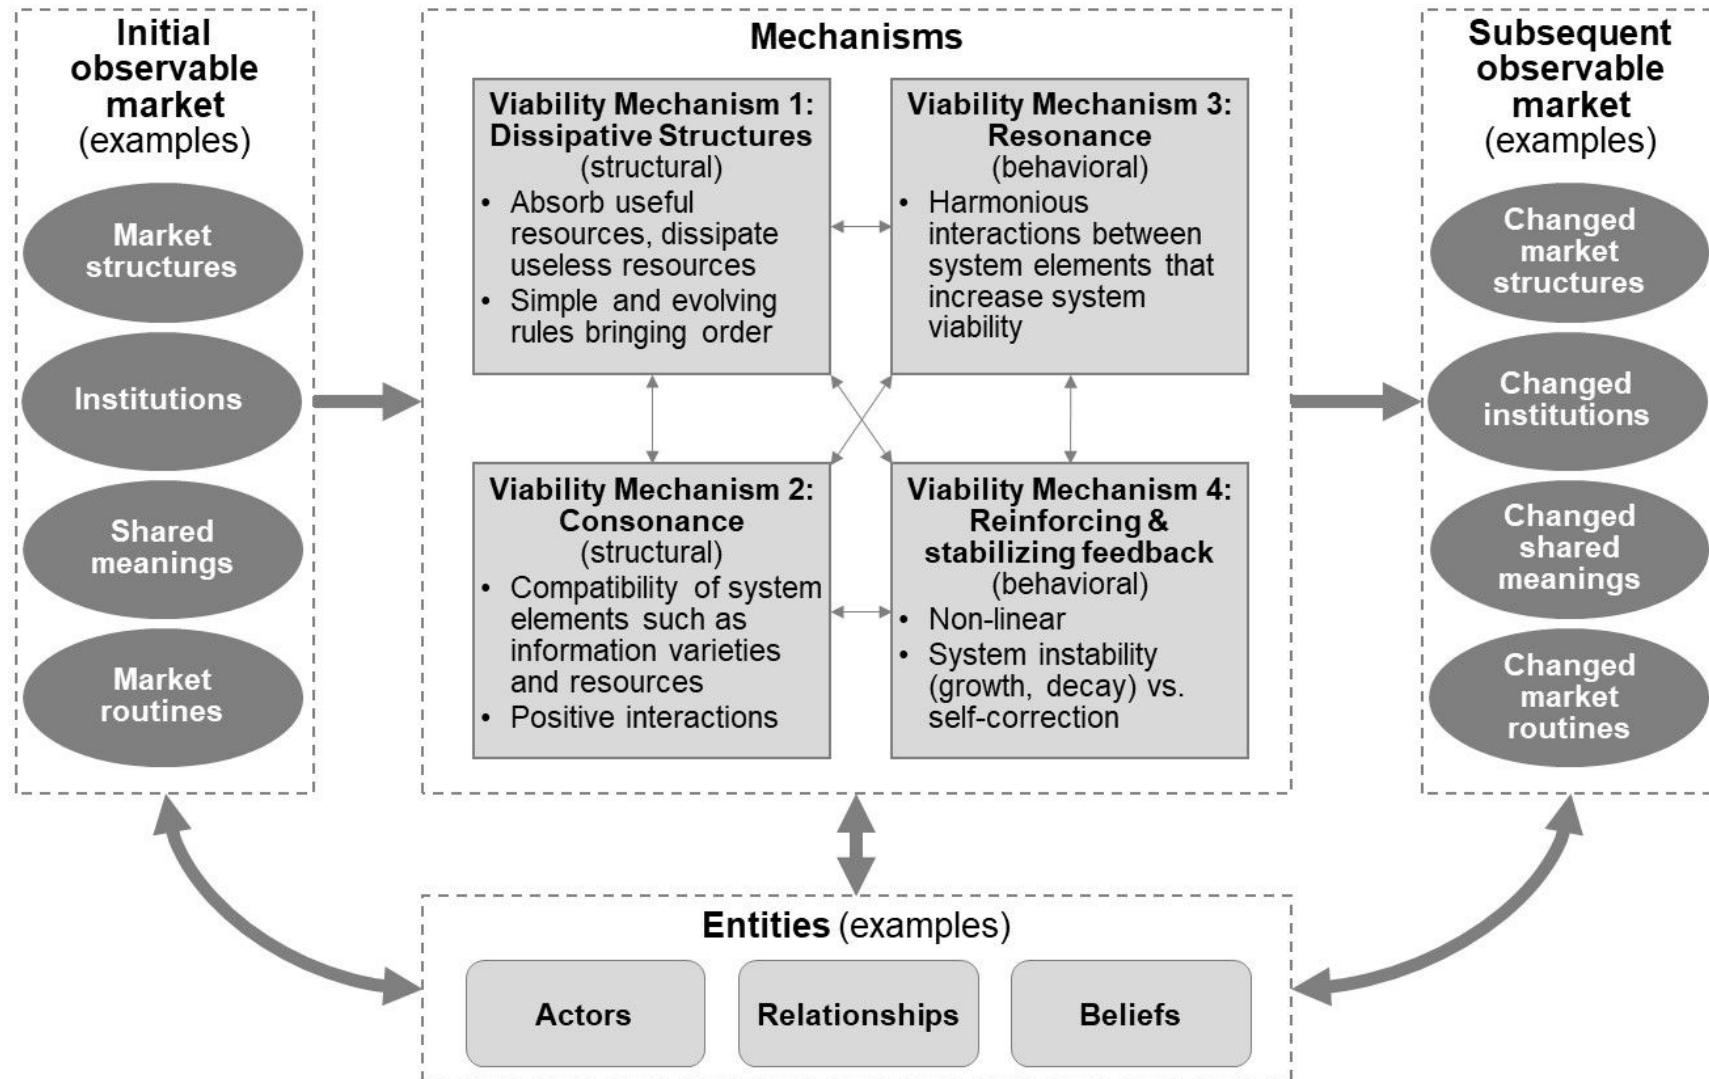 Initial
observable
market
(examples)
Market
structures
Institutions
Shared
meanings
Market
routines
Mechanisms
Viability Mechanism 1:
Dissipative Structures
(structural)
• Absorb useful
resources, dissipate
useless resources
• Simple and evolving
rules bringing order
Viability Mechanism 3:
Resonance
(behavioral)
• Harmonious
interactions between
system elements that
increase system
viability
Viability Mechanism 2:
Consonance
(structural)
• Compatibility of system
elements such as
information varieties
and resources
• Positive interactions
Viability Mechanism 4:
Reinforcing &
stabilizing feedback
(behavioral)
• Non-linear
• System instability
(growth, decay) vs.
self-correction
Subsequent
observable
market
(examples)
Changed
market
structures
Changed
institutions
Changed
shared
meanings
Changed
market
routines
Entities (examples)
Actors
Relationships
Beliefs